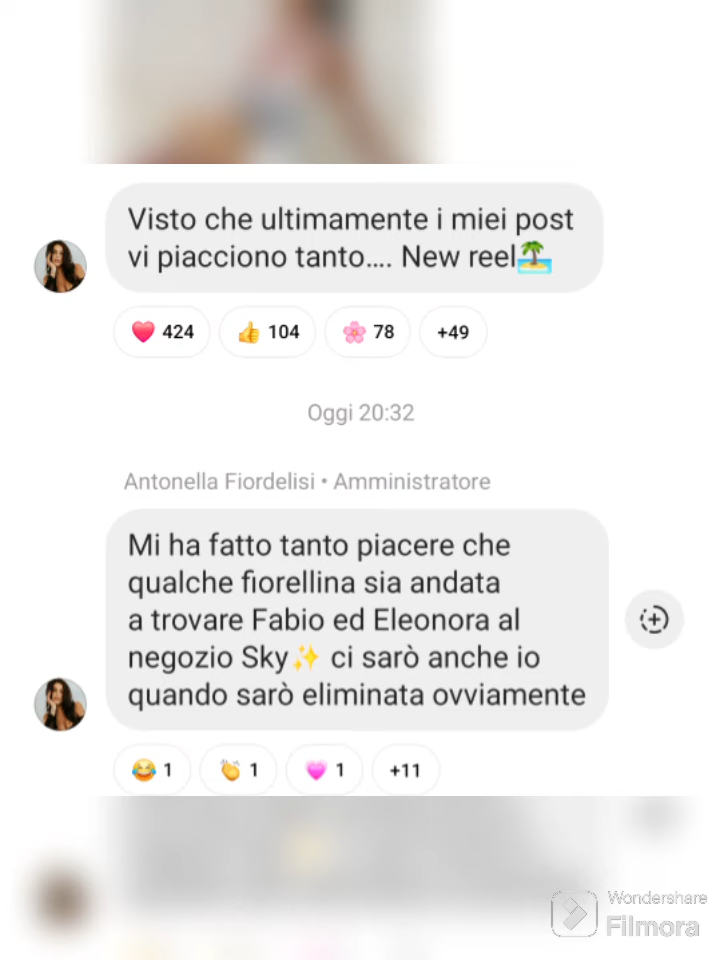 Visto che ultimamente i miei post
vi piacciono tanto.... New reel🏝️
❤️ 424 👍 104 🌸 78 +49
Oggi 20:32
Antonella Fiordelisi • Amministratore
Mi ha fatto tanto piacere che
qualche fiorellina sia andata
a trovare Fabio ed Eleonora al
negozio Sky✨ ci sarò anche io
quando sarò eliminata ovviamente
😂 1 👏 1 💗 1 +11
Wondershare
Filmora